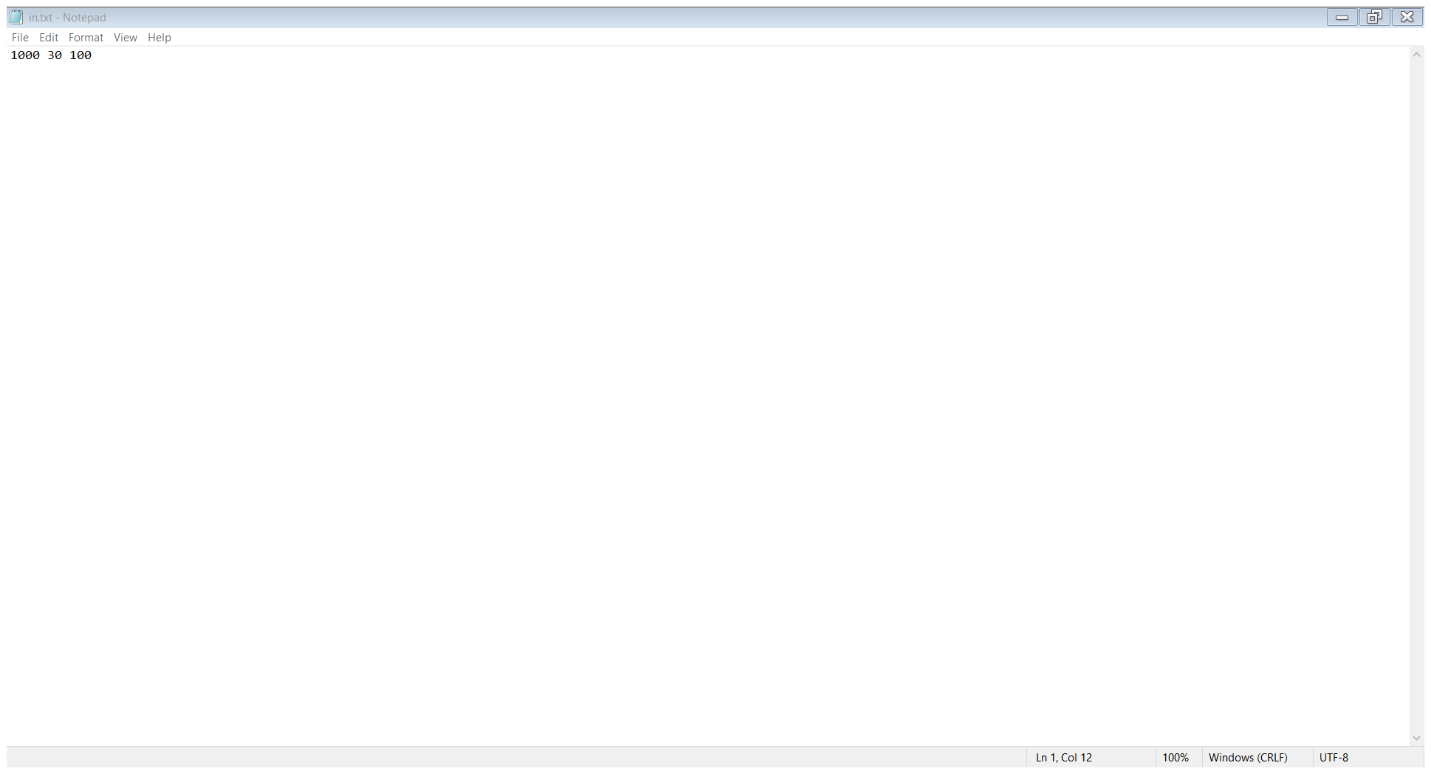 in.txt - Notepad
File Edit Format View Help
1000 30 100
Ln 1, Col 12 100% Windows (CRLF) UTF-8